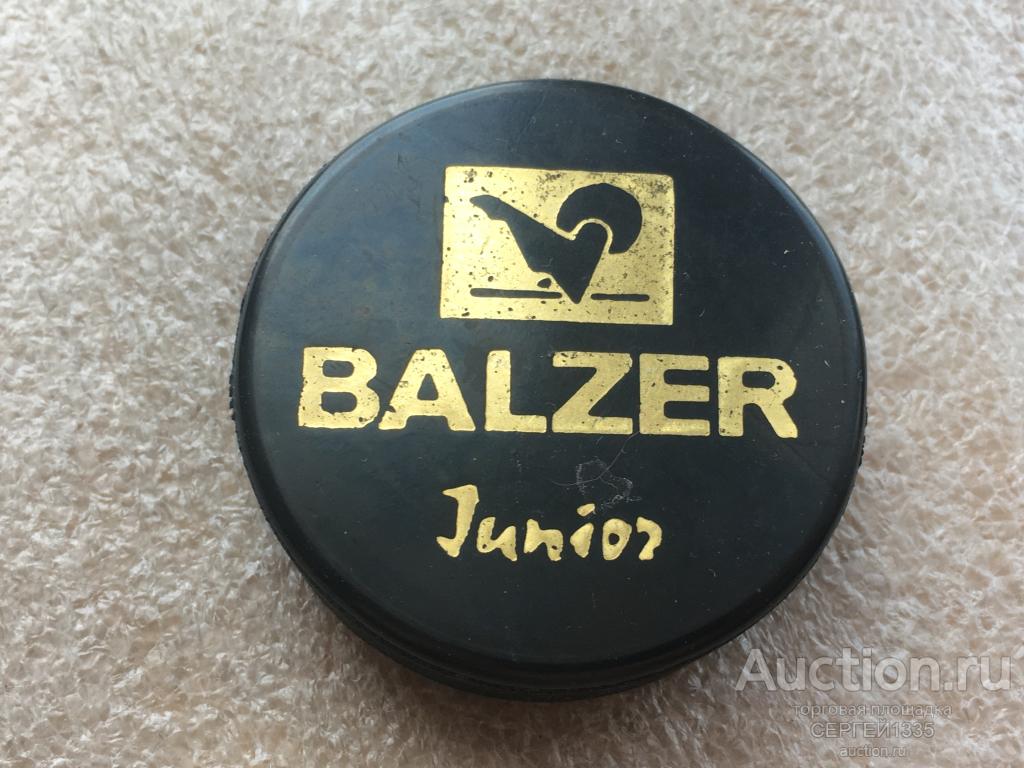 BALZER
Junior
Auction.ru
торговая площадка
СЕРГЕЙ1335
auction.ru